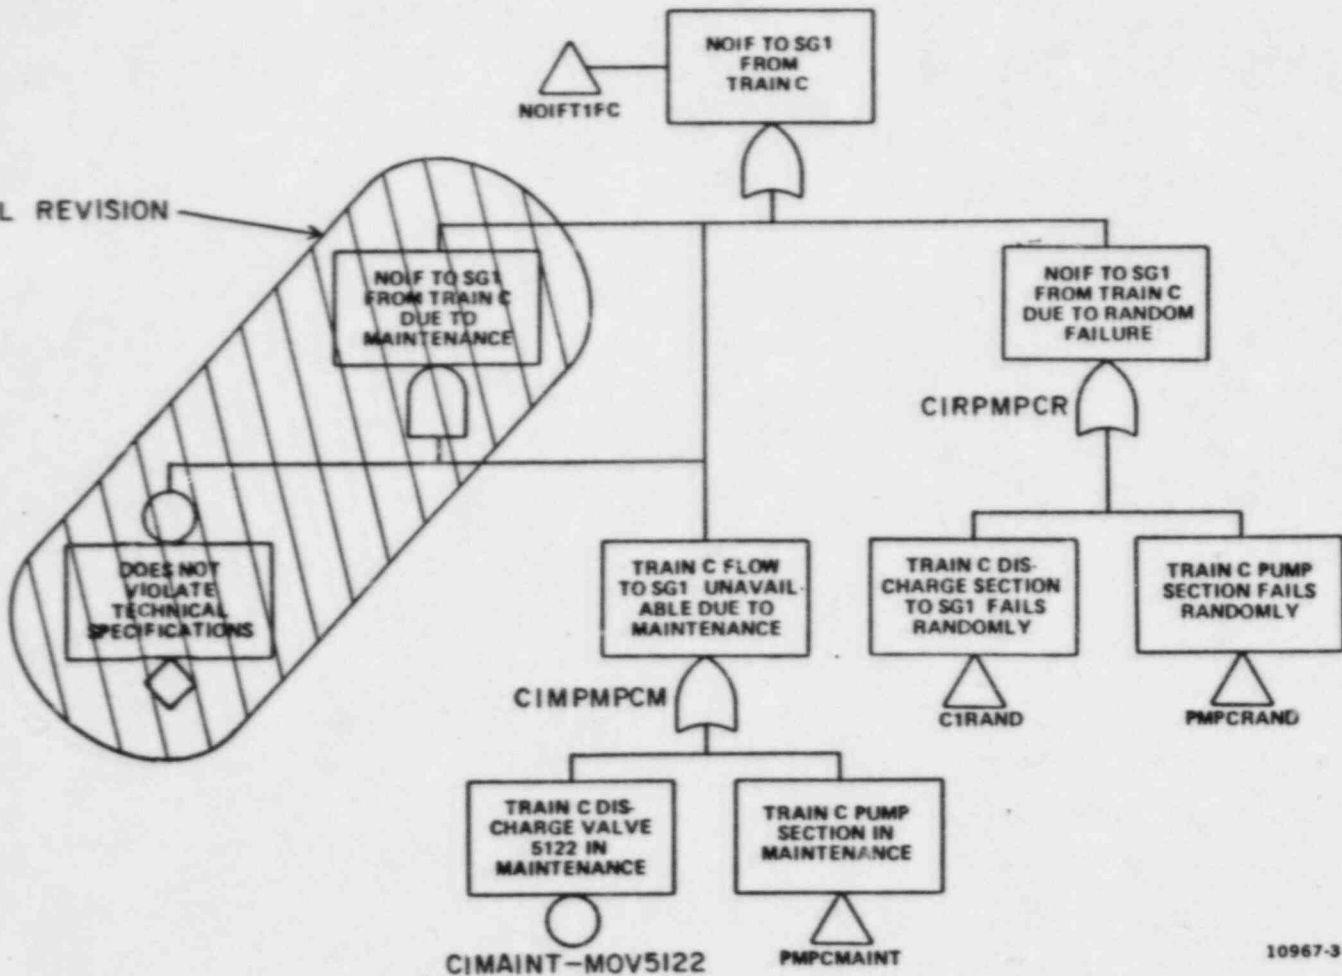 NOIF TO SG1
FROM
TRAIN C
NOIFT1FC
L REVISION
NOIF TO SG1
FROM TRAIN C
DUE TO
MAINTENANCE
NOIF TO SG1
FROM TRAIN C
DUE TO RANDOM
FAILURE
CIRPMPCR
DOES NOT
VIOLATE
TECHNICAL
SPECIFICATIONS
TRAIN C FLOW
TO SG1 UNAVAIL-
ABLE DUE TO
MAINTENANCE
TRAIN C DIS-
CHARGE SECTION
TO SG1 FAILS
RANDOMLY
TRAIN C PUMP
SECTION FAILS
RANDOMLY
CIMPMPCM
C1RAND
PMPCRAND
TRAIN C DIS-
CHARGE VALVE
5122 IN
MAINTENANCE
TRAIN C PUMP
SECTION IN
MAINTENANCE
CIMAINT-MOV5122
PMPCMAINT
10967-3